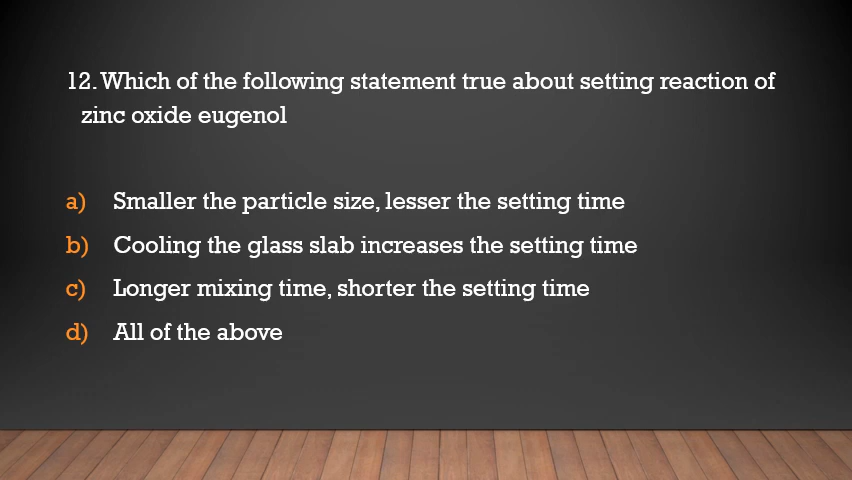 12. Which of the following statement true about setting reaction of
zinc oxide eugenol
a) Smaller the particle size, lesser the setting time
b) Cooling the glass slab increases the setting time
c) Longer mixing time, shorter the setting time
d) All of the above